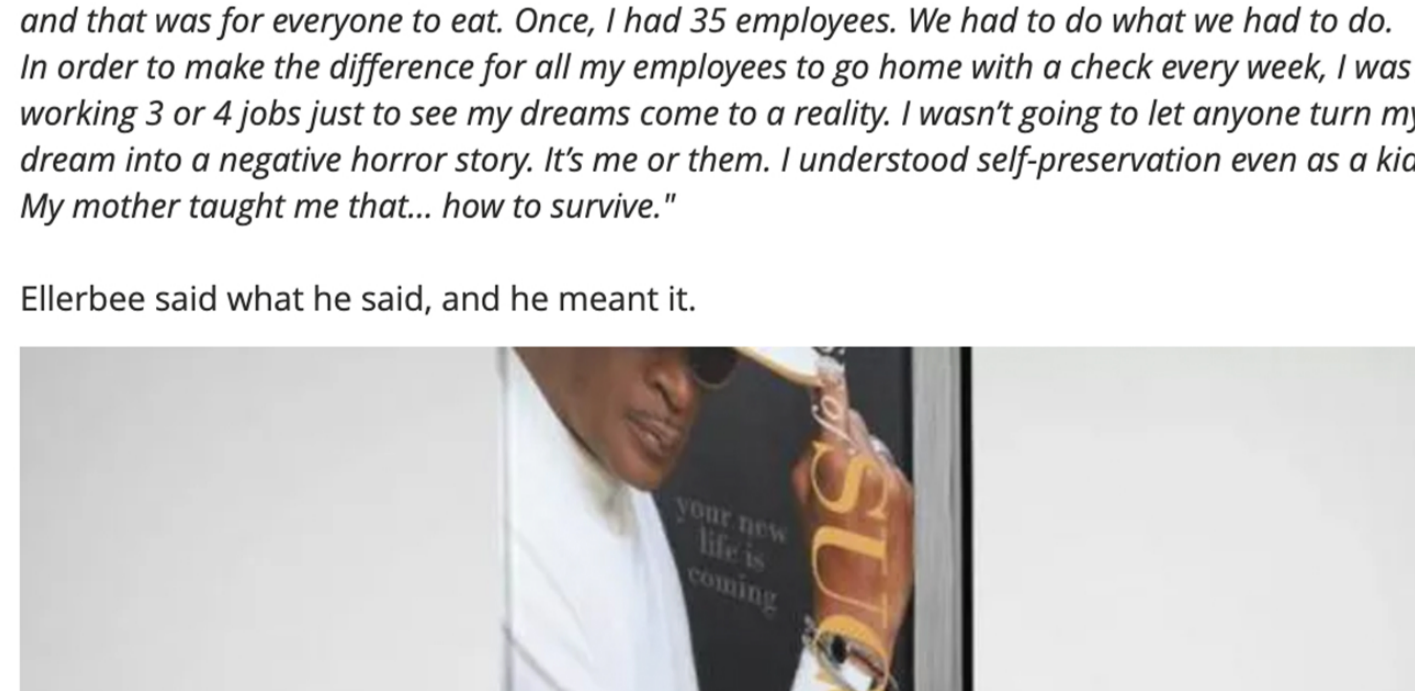 and that was for everyone to eat. Once, I had 35 employees. We had to do what we had to do.
In order to make the difference for all my employees to go home with a check every week, I was
working 3 or 4 jobs just to see my dreams come to a reality. I wasn’t going to let anyone turn my
dream into a negative horror story. It’s me or them. I understood self-preservation even as a kid
My mother taught me that... how to survive."
Ellerbee said what he said, and he meant it.
your new
life is
coming